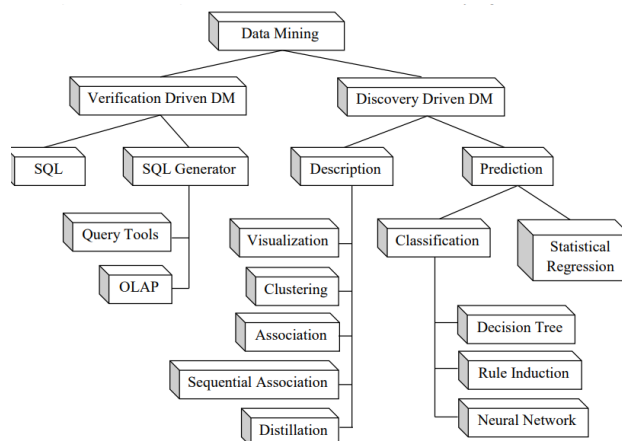 Data Mining
Verification Driven DM
Discovery Driven DM
SQL
SQL Generator
Description
Prediction
Query Tools
Visualization
Classification
Statistical
Regression
OLAP
Clustering
Association
Decision Tree
Sequential Association
Rule Induction
Distillation
Neural Network